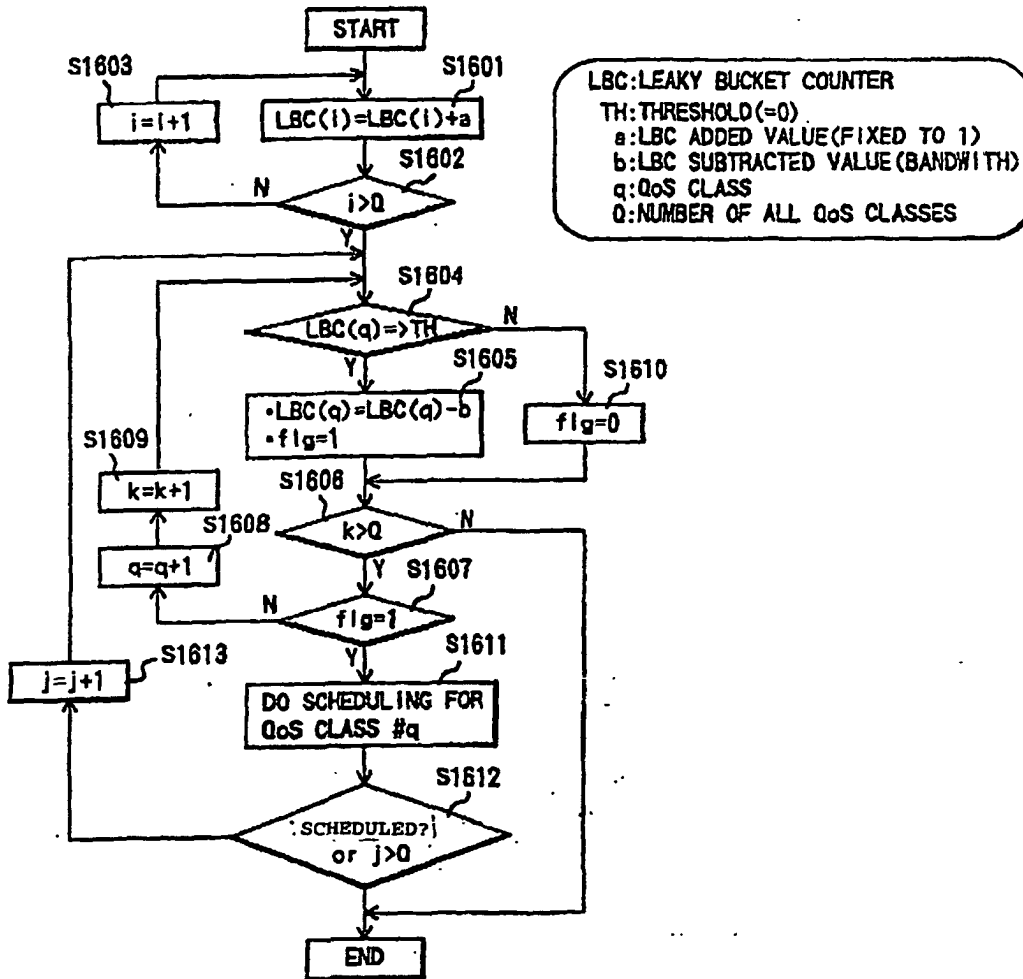 START
S1603
S1601
i=i+1
LBC(i)=LBC(i)+a
S1602
N
i>Q
Y
LBC:LEAKY BUCKET COUNTER
TH:THRESHOLD(=0)
a:LBC ADDED VALUE(FIXED TO 1)
b:LBC SUBTRACTED VALUE(BANDWITH)
q:QoS CLASS
Q:NUMBER OF ALL QoS CLASSES
S1604
LBC(q)=>TH
N
Y
S1605
S1610
•LBC(q)=LBC(q)-b
•flg=1
flg=0
S1609
k=k+1
S1606
k>Q
N
S1608
q=q+1
Y
S1607
N
flg=1
Y
S1613
j=j+1
S1611
DO SCHEDULING FOR
QoS CLASS #q
S1612
SCHEDULED?
or j>Q
END